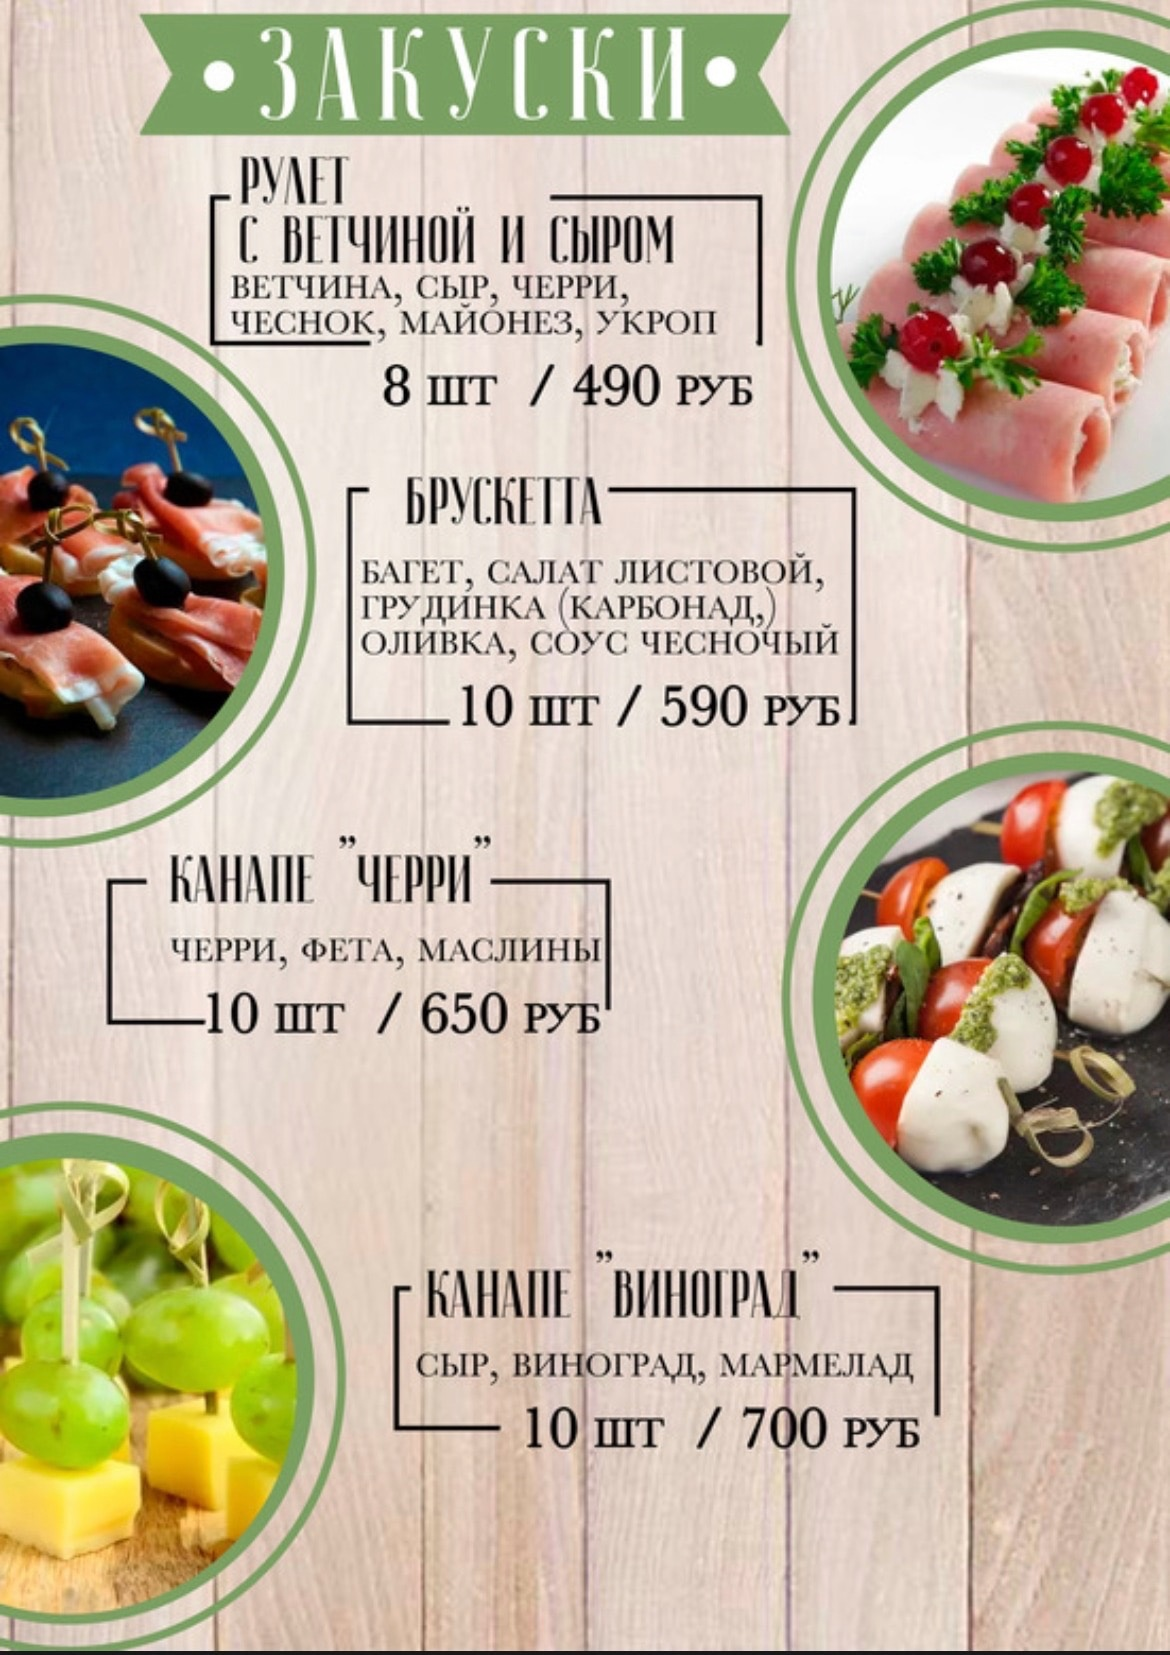 •ЗАКУСКИ•
РУЛЕТ
С ВЕТЧИНОЙ И СЫРОМ
ВЕТЧИНА, СЫР, ЧЕРРИ,
ЧЕСНОК, МАЙОНЕЗ, УКРОП
8 ШТ / 490 РУБ
БРУСКЕТТА
БАГЕТ, САЛАТ ЛИСТОВОЙ,
ГРУДИНКА (КАРБОНАД,)
ОЛИВКА, СОУС ЧЕСНОЧЫЙ
10 ШТ / 590 РУБ
КАНАПЕ ”ЧЕРРИ”
ЧЕРРИ, ФЕТА, МАСЛИНЫ
10 ШТ / 650 РУБ
КАНАПЕ ”ВИНОГРАД”
СЫР, ВИНОГРАД, МАРМЕЛАД
10 ШТ / 700 РУБ